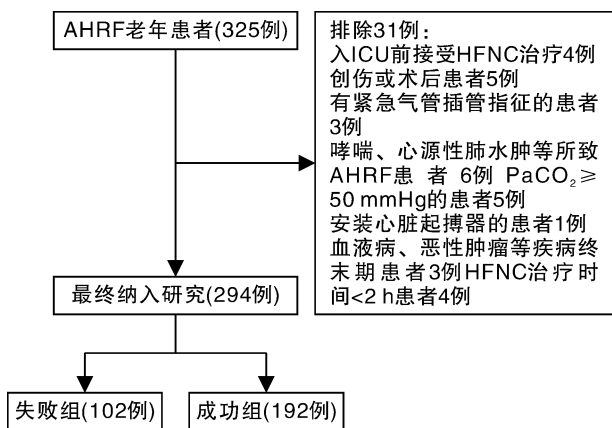 AHRF老年患者(325例)
排除31例：
入ICU前接受HFNC治疗4例
创伤或术后患者5例
有紧急气管插管指征的患者
3例
哮喘、心源性肺水肿等所致
AHRF患者 6例 PaCO₂≥
50 mmHg的患者5例
安装心脏起搏器的患者1例
血液病、恶性肿瘤等疾病终
末期患者3例HFNC治疗时
间<2 h患者4例
最终纳入研究(294例)
失败组(102例)
成功组(192例)